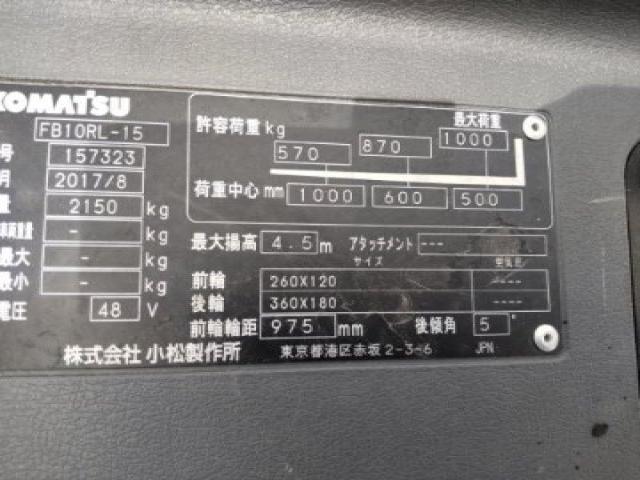 KOMATSU
FB10RL-15
号 157323
月 2017/8
量 2150 kg
車両重量 - kg
最大 - kg
最小 - kg
電圧 48 V
許容荷重 kg
最大荷重
570 870 1000
荷重中心 mm 1000 600 500
最大揚高 4.5 m アタッチメント ---
サイズ
前輪 260X120 ----
後輪 360X180 ----
前輪輪距 975 mm 後傾角 5°
株式会社 小松製作所 東京都港区赤坂2-3-6 JPN